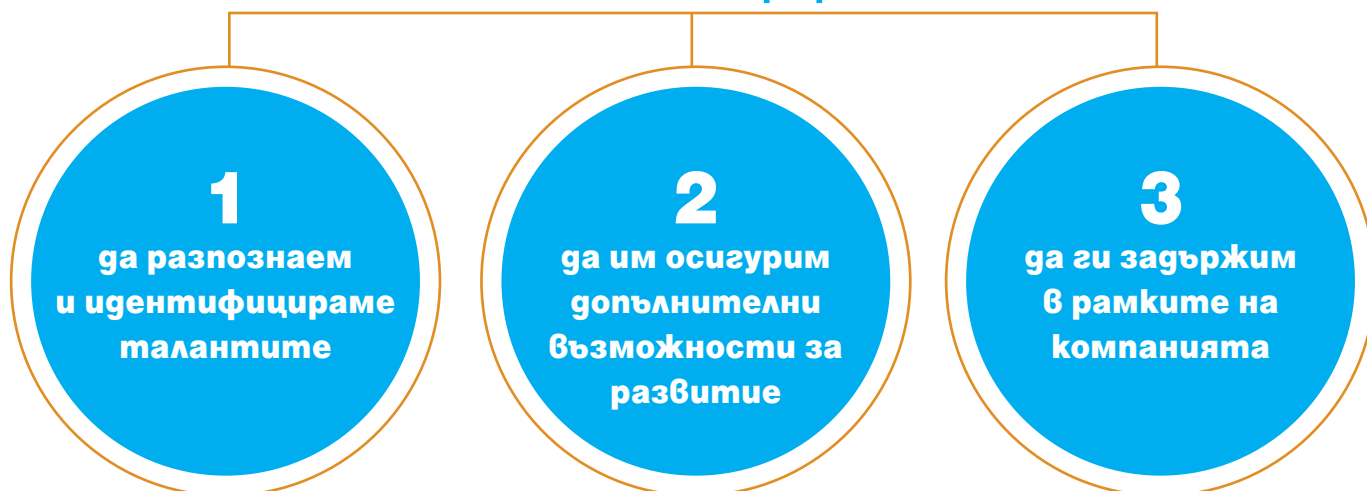 1
да разпознаем
и идентифицираме
талантите
2
да им осигурим
допълнителни
възможности за
развитие
3
да ги задържим
в рамките на
компанията